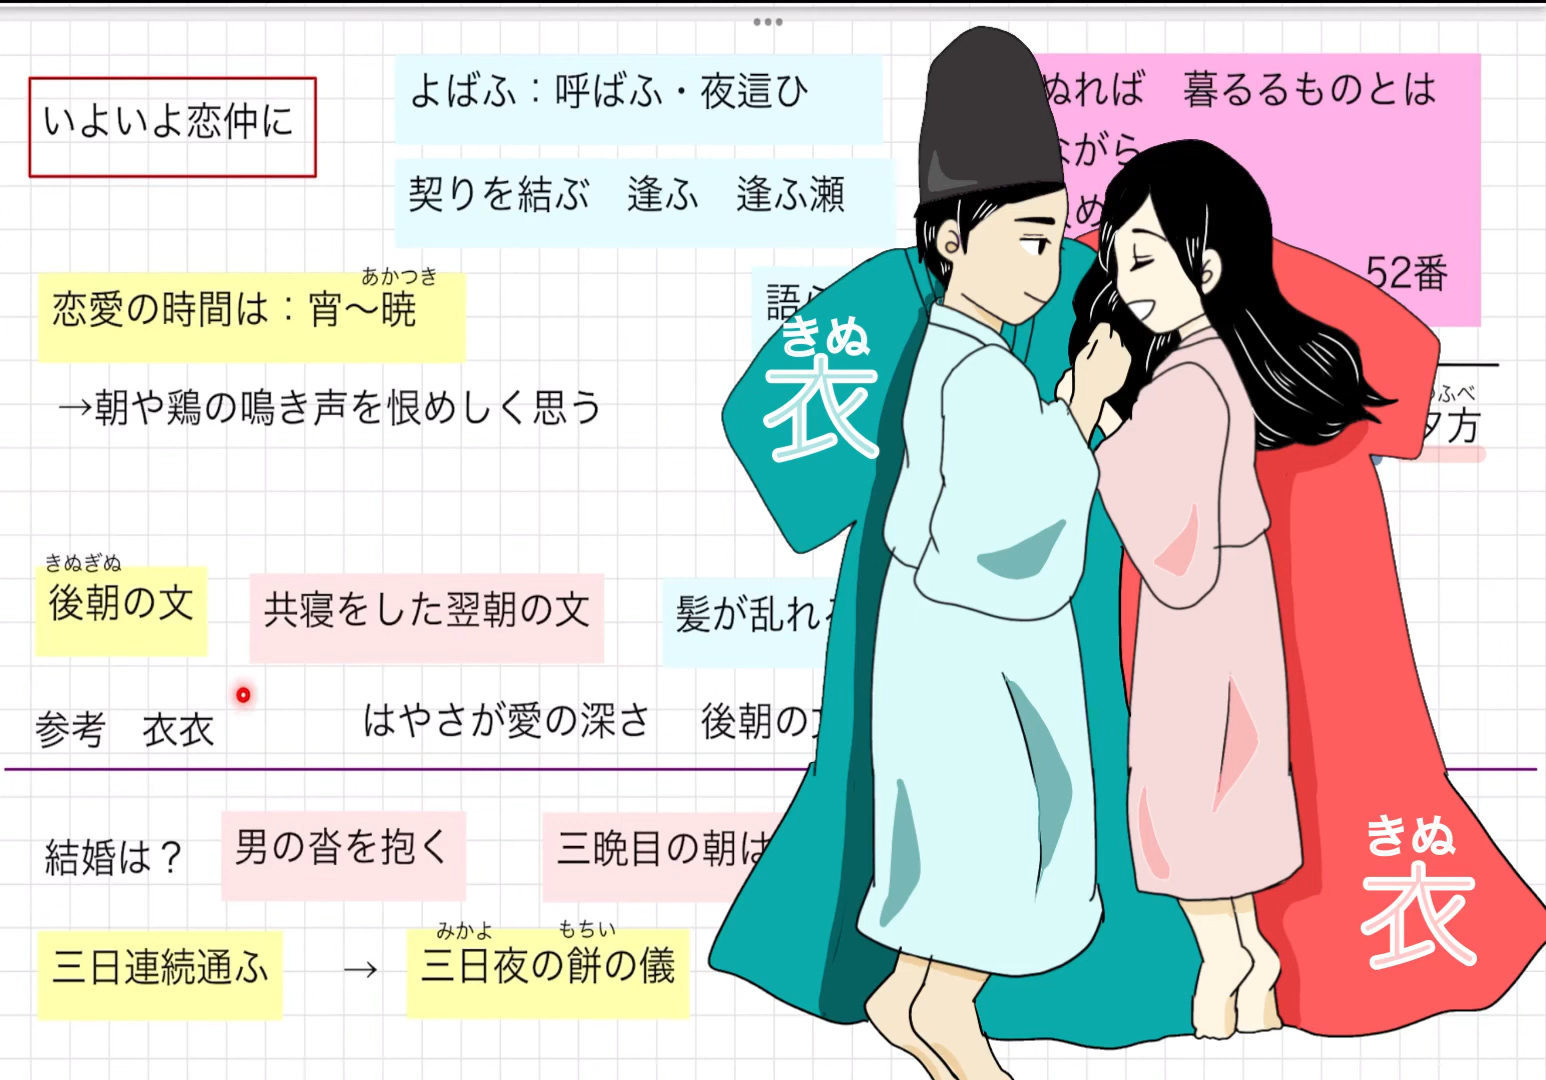 いよいよ恋仲に
よばふ：呼ばふ・夜這ひ
契りを結ぶ　逢ふ　逢ふ瀬
ぬれば　暮るるものとは
ながら
め
52番
あかつき
恋愛の時間は：宵～暁
→朝や鶏の鳴き声を恨めしく思う
語ら
きぬ
衣
ふべ
夕方
きぬぎぬ
後朝の文
共寝をした翌朝の文
髪が乱れ
参考　衣衣
はやさが愛の深さ　後朝の文
結婚は？
男の沓を抱く
三晩目の朝は
きぬ
衣
みかよ　もちい
三日連続通ふ　→　三日夜の餅の儀